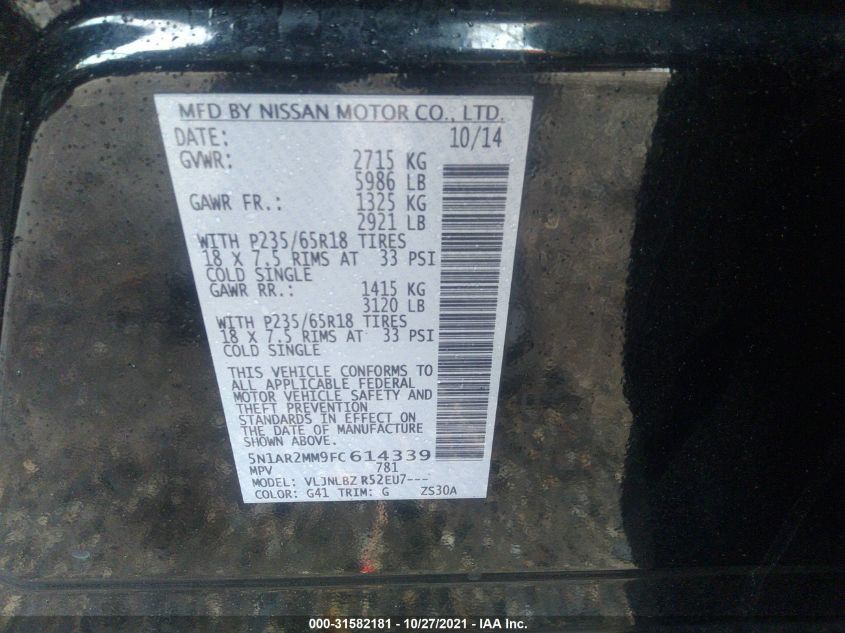 MFD BY NISSAN MOTOR CO., LTD.
DATE: 10/14
GVWR: 2715 KG
5986 LB
GAWR FR.: 1325 KG
2921 LB
WITH P235/65R18 TIRES
18 X 7.5 RIMS AT 33 PSI
COLD SINGLE
GAWR RR.: 1415 KG
3120 LB
WITH P235/65R18 TIRES
18 X 7.5 RIMS AT 33 PSI
COLD SINGLE
THIS VEHICLE CONFORMS TO
ALL APPLICABLE FEDERAL
MOTOR VEHICLE SAFETY AND
THEFT PREVENTION
STANDARDS IN EFFECT ON
THE DATE OF MANUFACTURE
SHOWN ABOVE.
5N1AR2MM9FC614339
MPV 781
MODEL: VLJNLBZ R52EU7---
COLOR: G41 TRIM: G ZS30A
000-31582181 - 10/27/2021 - IAA Inc.